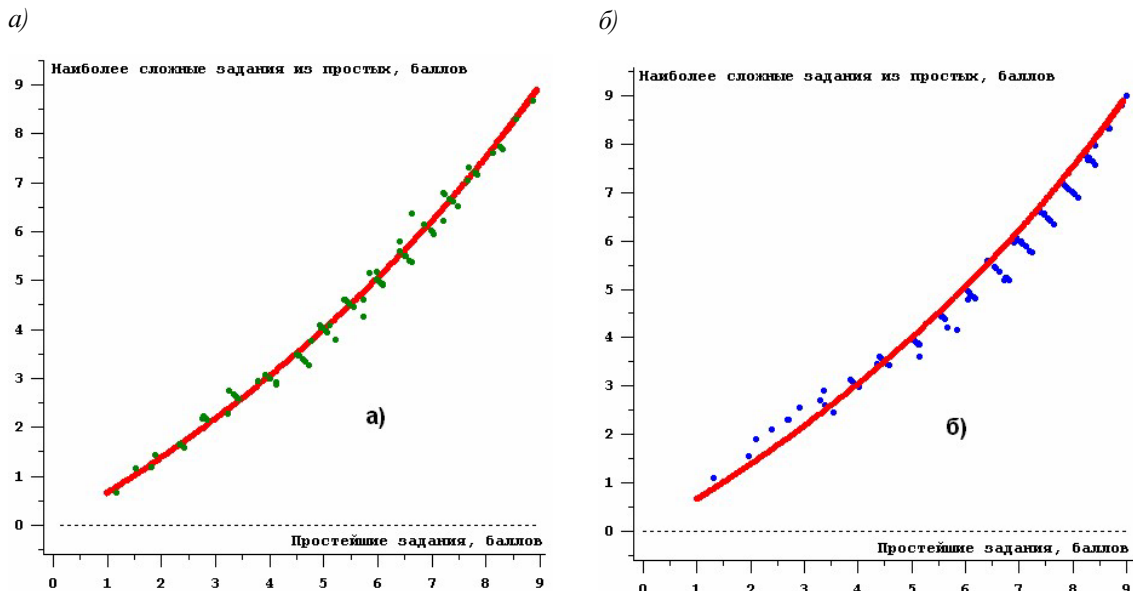 а)
б)
Наиболее сложные задания из простых, баллов
9
8
7
6
5
4
3
2
1
0
а)
Простейшие задания, баллов
0 1 2 3 4 5 6 7 8 9
Наиболее сложные задания из простых, баллов
9
8
7
6
5
4
3
2
1
0
б)
Простейшие задания, баллов
0 1 2 3 4 5 6 7 8 9